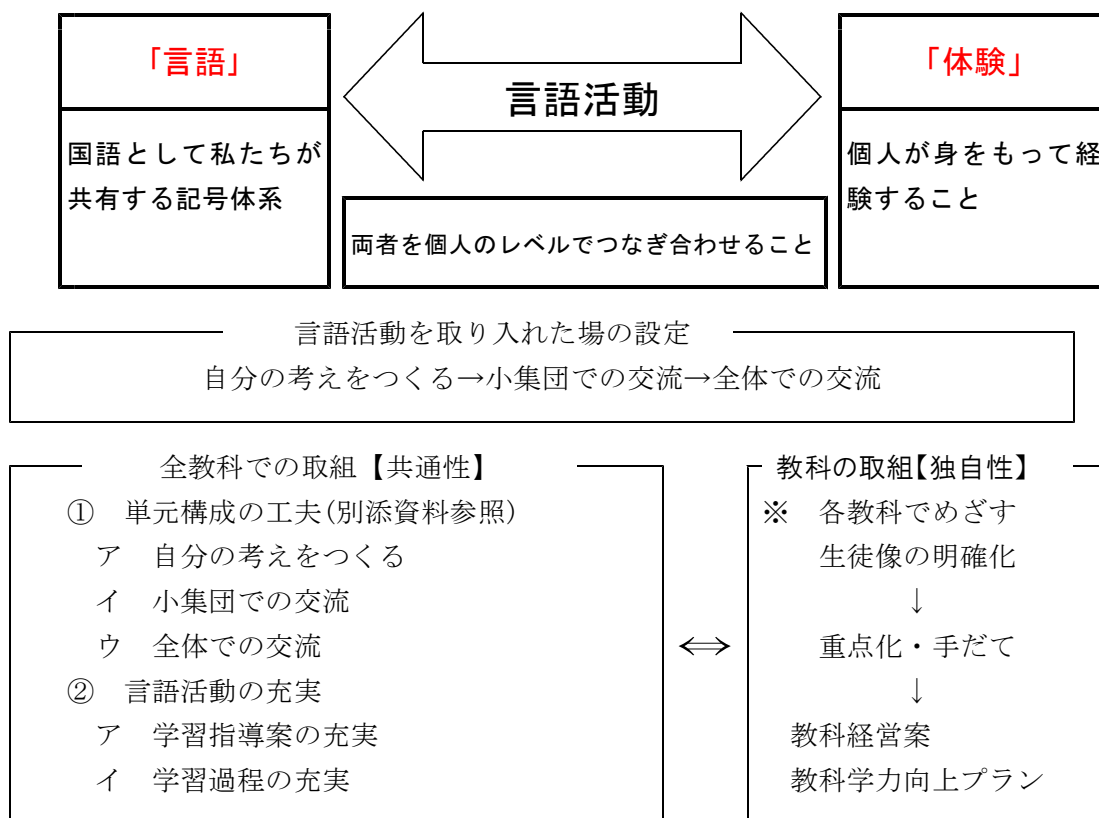 「言語」
国語として私たちが
共有する記号体系
言語活動
両者を個人のレベルでつなぎ合わせること
「体験」
個人が身をもって経
験すること
言語活動を取り入れた場の設定
自分の考えをつくる→小集団での交流→全体での交流
全教科での取組【共通性】
① 単元構成の工夫(別添資料参照)
ア 自分の考えをつくる
イ 小集団での交流
ウ 全体での交流
② 言語活動の充実
ア 学習指導案の充実
イ 学習過程の充実
⇔
教科の取組【独自性】
※ 各教科でめざす
生徒像の明確化
↓
重点化・手だて
↓
教科経営案
教科学力向上プラン